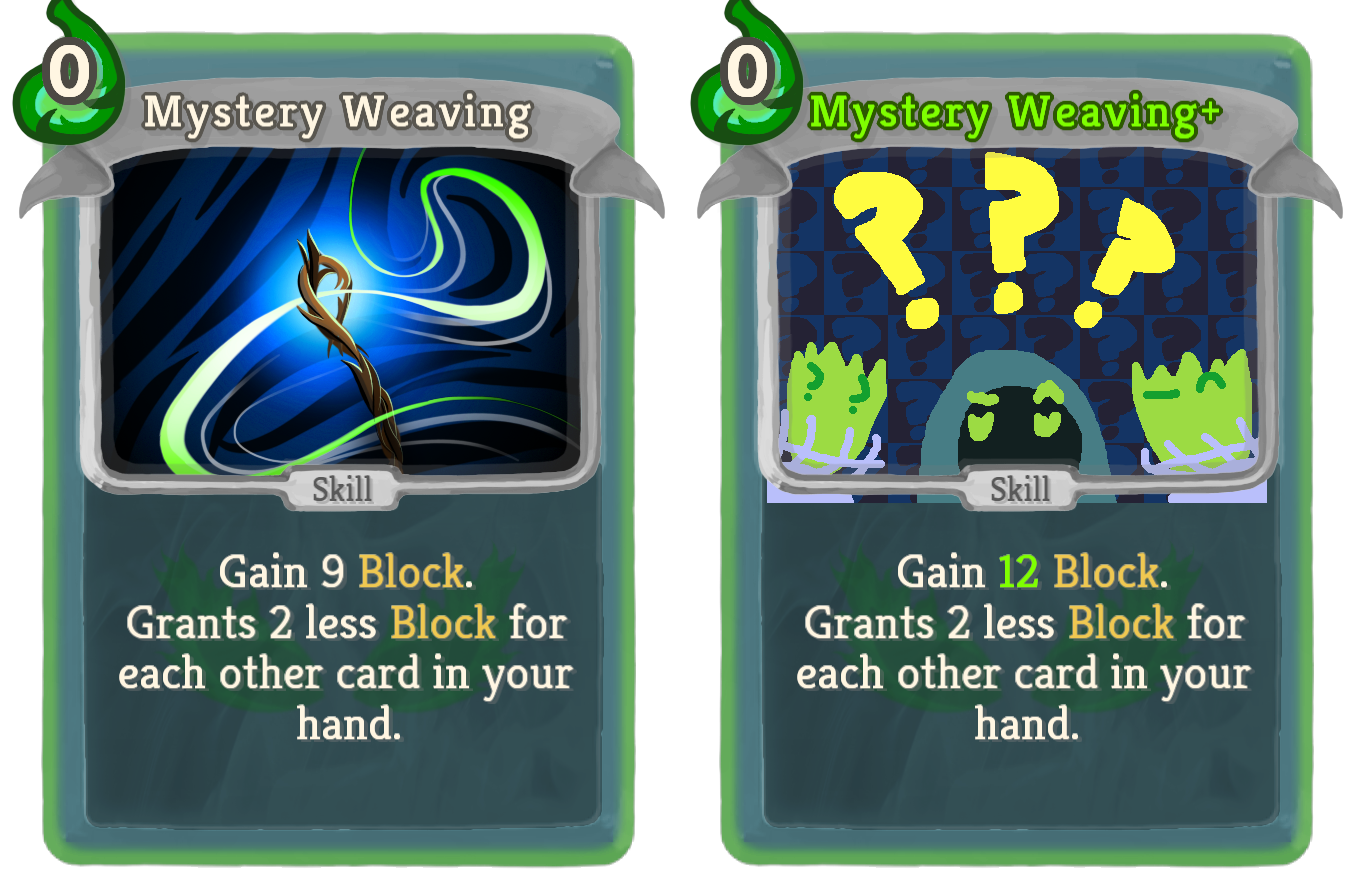 0
Mystery Weaving
Skill
Gain 9 Block.
Grants 2 less Block for
each other card in your
hand.
0
Mystery Weaving+
? ? ?
Skill
Gain 12 Block.
Grants 2 less Block for
each other card in your
hand.